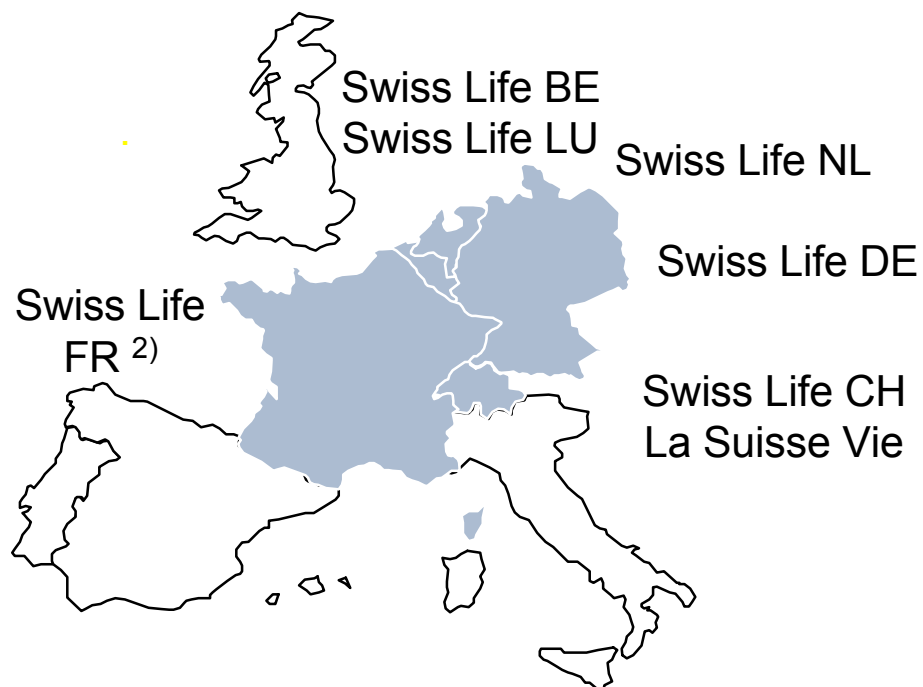 Swiss Life BE
Swiss Life LU
Swiss Life NL
Swiss Life DE
Swiss Life
FR 2)
Swiss Life CH
La Suisse Vie